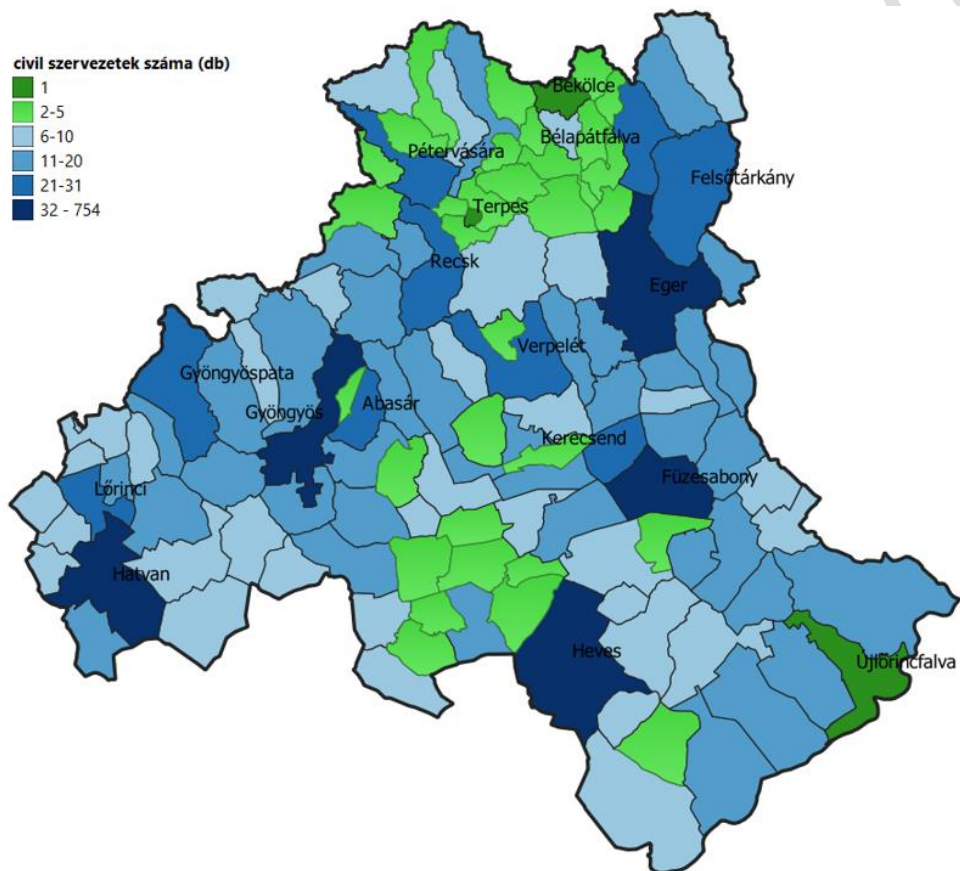 civil szervezetek száma (db)
1
2-5
6-10
11-20
21-31
32 - 754
Bekölce
Bélapátfalva
Pétervására
Felsőtárkány
Terpes
Recsk
Eger
Verpelét
Gyöngyöspata
Gyöngyös
Abasár
Kerecsend
Füzesabony
Lőrinci
Hatvan
Heves
Újlőrincfalva